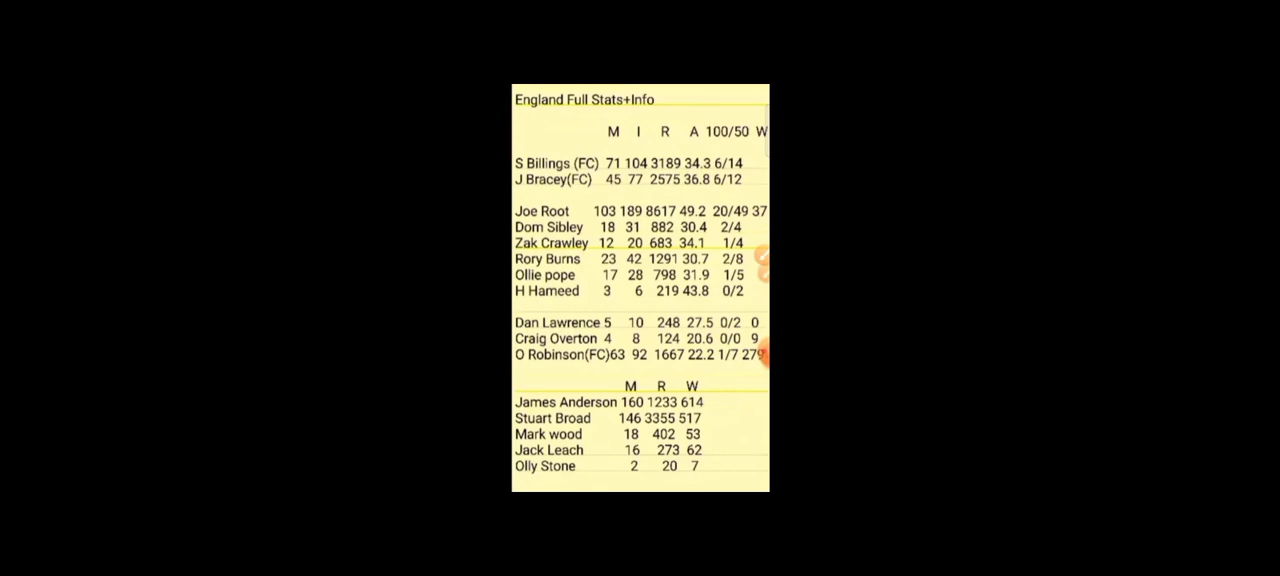 England Full Stats+Info
M I R A 100/50 W
S Billings (FC) 71 104 3189 34.3 6/14
J Bracey(FC) 45 77 2575 36.8 6/12
Joe Root 103 189 8617 49.2 20/49 37
Dom Sibley 18 31 882 30.4 2/4
Zak Crawley 12 20 683 34.1 1/4
Rory Burns 23 42 1291 30.7 2/8
Ollie pope 17 28 798 31.9 1/5
H Hameed 3 6 219 43.8 0/2
Dan Lawrence 5 10 248 27.5 0/2 0
Craig Overton 4 8 124 20.6 0/0 9
O Robinson(FC)63 92 1667 22.2 1/7 279
M R W
James Anderson 160 1233 614
Stuart Broad 146 3355 517
Mark wood 18 402 53
Jack Leach 16 273 62
Olly Stone 2 20 7